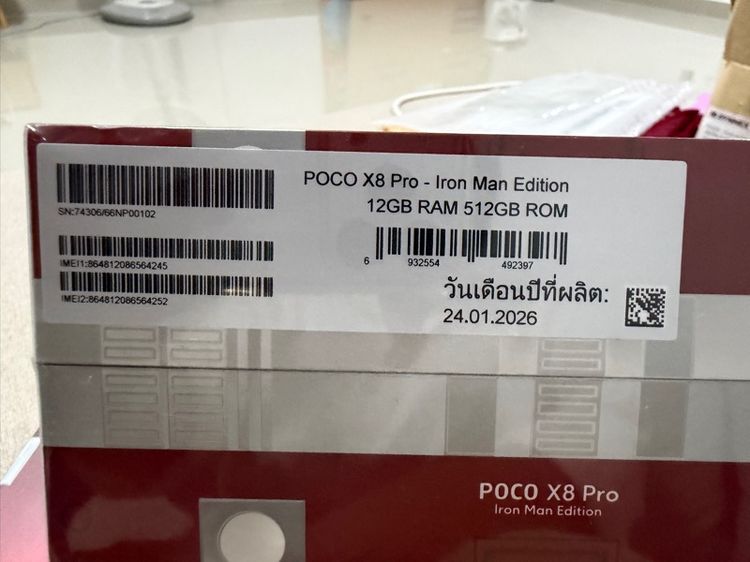 SN:74306/66NP00102
IMEI1:864812086564245
IMEI2:864812086564252
POCO X8 Pro - Iron Man Edition
12GB RAM 512GB ROM
6 932554 492397
วันเดือนปีที่ผลิต:
24.01.2026
POCO X8 Pro
Iron Man Edition